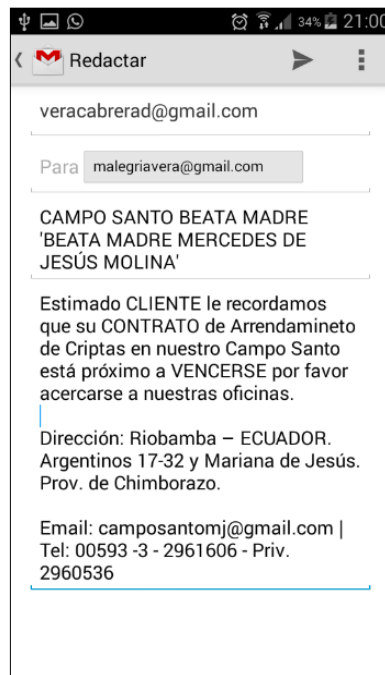 34% 21:00
Redactar
veracabrerad@gmail.com
Para malegriavera@gmail.com
CAMPO SANTO BEATA MADRE
'BEATA MADRE MERCEDES DE
JESÚS MOLINA'
Estimado CLIENTE le recordamos
que su CONTRATO de Arrendamineto
de Criptas en nuestro Campo Santo
está próximo a VENCERSE por favor
acercarse a nuestras oficinas.
Dirección: Riobamba – ECUADOR.
Argentinos 17-32 y Mariana de Jesús.
Prov. de Chimborazo.
Email: camposantomj@gmail.com |
Tel: 00593 -3 - 2961606 - Priv.
2960536